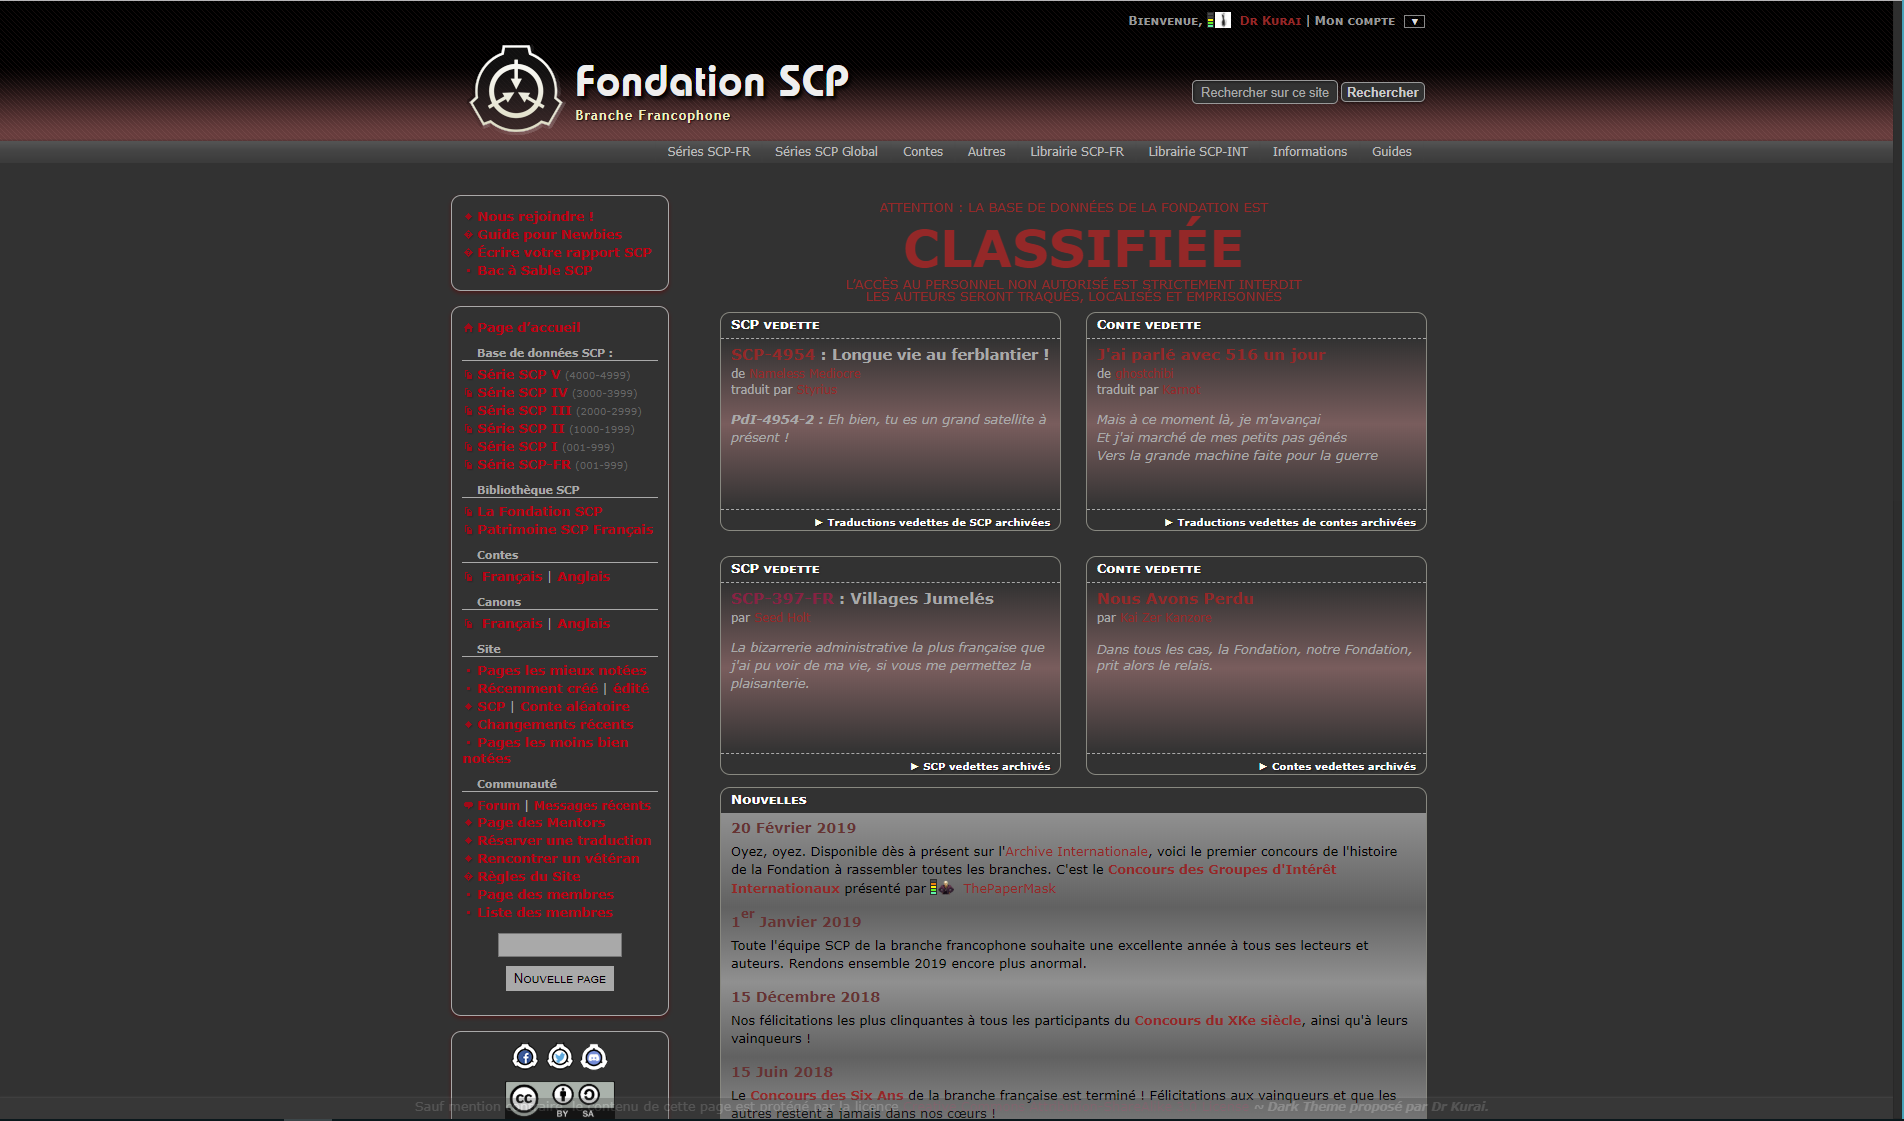 Bienvenue, Dr Kurai | Mon compte ▼
Fondation SCP
Branche Francophone
Rechercher sur ce site Rechercher
Séries SCP-FR Séries SCP Global Contes Autres Librairie SCP-FR Librairie SCP-INT Informations Guides
Nous rejoindre !
Guide pour Newbies
Écrire votre rapport SCP
Bac à Sable SCP
Page d'accueil
Base de données SCP :
Série SCP V (4000-4999)
Série SCP IV (3000-3999)
Série SCP III (2000-2999)
Série SCP II (1000-1999)
Série SCP I (001-999)
Série SCP-FR (001-999)
Bibliothèque SCP
La Fondation SCP
Patrimoine SCP Français
Contes
Français | Anglais
Canons
Français | Anglais
Site
Pages les mieux notées
Récemment créé | édité
SCP | Conte aléatoire
Changements récents
Pages les moins bien
notées
Communauté
Forum | Messages récents
Page des Mentors
Réserver une traduction
Rencontrer un vétéran
Règles du Site
Page des membres
Liste des membres
Nouvelle page
CC BY SA
ATTENTION : LA BASE DE DONNÉES DE LA FONDATION EST
CLASSIFIÉE
L'ACCÈS AU PERSONNEL NON AUTORISÉ EST STRICTEMENT INTERDIT
LES AUTEURS SERONT TRAQUÉS, LOCALISÉS ET EMPRISONNÉS
SCP vedette
SCP-4954 : Longue vie au ferblantier !
de
traduit par
PdI-4954-2 : Eh bien, tu es un grand satellite à
présent !
► Traductions vedettes de SCP archivées
Conte vedette
J'ai parlé avec 516 un jour
de
traduit par
Mais à ce moment là, je m'avançai
Et j'ai marché de mes petits pas gênés
Vers la grande machine faite pour la guerre
► Traductions vedettes de contes archivées
SCP vedette
SCP-397-FR : Villages Jumelés
par
La bizarrerie administrative la plus française que
j'ai pu voir de ma vie, si vous me permettez la
plaisanterie.
► SCP vedettes archivés
Conte vedette
Nous Avons Perdu
par
Dans tous les cas, la Fondation, notre Fondation,
prit alors le relais.
► Contes vedettes archivés
Nouvelles
20 Février 2019
Oyez, oyez. Disponible dès à présent sur l'Archive Internationale, voici le premier concours de l'histoire
de la Fondation à rassembler toutes les branches. C'est le Concours des Groupes d'Intérêt
Internationaux présenté par ThePaperMask
1er Janvier 2019
Toute l'équipe SCP de la branche francophone souhaite une excellente année à tous ses lecteurs et
auteurs. Rendons ensemble 2019 encore plus anormal.
15 Décembre 2018
Nos félicitations les plus clinquantes à tous les participants du Concours du XKe siècle, ainsi qu'à leurs
vainqueurs !
15 Juin 2018
Le Concours des Six Ans de la branche française est terminé ! Félicitations aux vainqueurs et que les
autres restent à jamais dans nos cœurs !
Sauf mention contraire, le contenu de cette page est protégé par la licence
~ Dark Theme proposé par Dr Kurai.